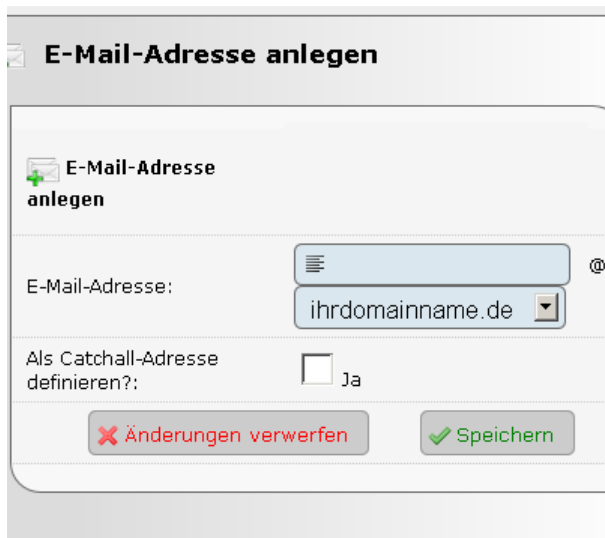 E-Mail-Adresse anlegen
E-Mail-Adresse
anlegen
E-Mail-Adresse:
@
ihrdomainname.de
Als Catchall-Adresse
definieren?:
Ja
Änderungen verwerfen
Speichern